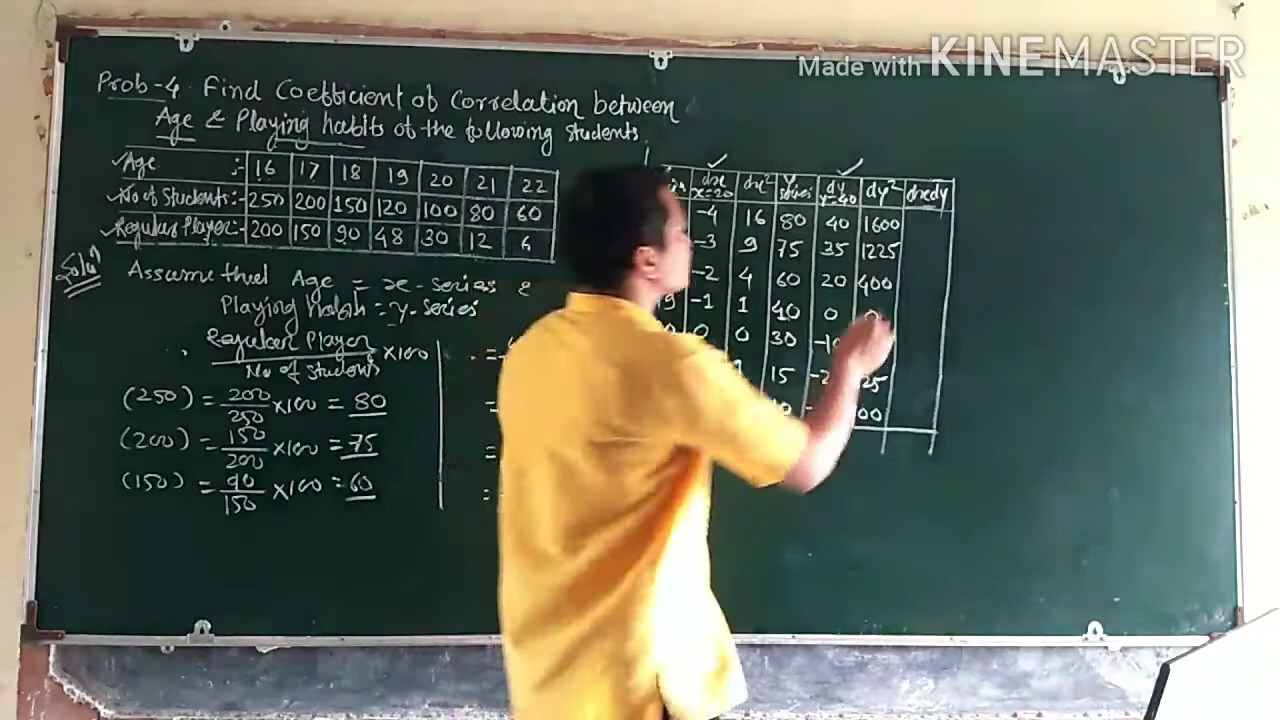 Made with KINEMASTER
Prob-4 Find Coefficient of Correlation between
Age & Playing habits of the following Students.
Age :- 16 17 18 19 20 21 22
No of Students:- 250 200 150 120 100 80 60
Regular Player:- 200 150 90 48 30 12 6
Soln
Assume that Age = x-Series &
Playing habit = y-Series
Regular Player
No of Students
×100
(250) = 200/250 ×100 = 80
(200) = 150/200 ×100 = 75
(150) = 90/150 ×100 = 60
dx x=20 dx² y series dy y=40 dy² dxdy
-4 16 80 40 1600
-3 9 75 35 1225
-2 4 60 20 400
19 -1 1 40 0 0
0 0 30
15